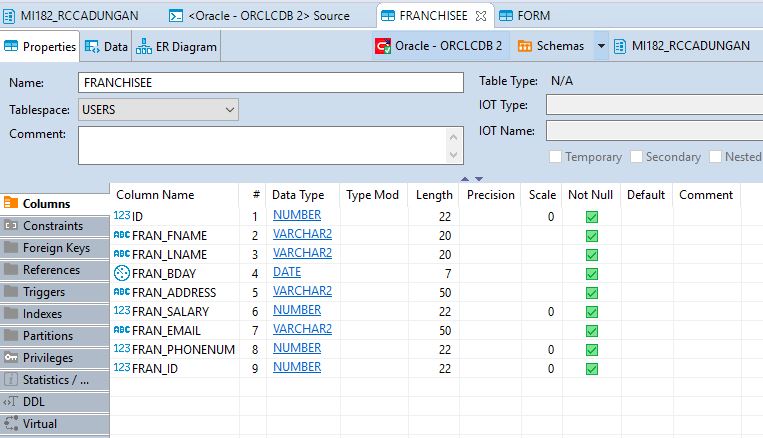 MI182_RCCADUNGAN <Oracle - ORCLCDB 2> Source FRANCHISEE FORM
Properties Data ER Diagram Oracle - ORCLCDB 2 Schemas MI182_RCCADUNGAN
Name: FRANCHISEE Table Type: N/A
Tablespace: USERS IOT Type:
Comment: IOT Name:
Temporary Secondary Nested
Columns Column Name # Data Type Type Mod Length Precision Scale Not Null Default Comment
123 ID 1 NUMBER 22 0
Constraints ABC FRAN_FNAME 2 VARCHAR2 20
Foreign Keys ABC FRAN_LNAME 3 VARCHAR2 20
References FRAN_BDAY 4 DATE 7
Triggers ABC FRAN_ADDRESS 5 VARCHAR2 50
Indexes 123 FRAN_SALARY 6 NUMBER 22 0
Partitions ABC FRAN_EMAIL 7 VARCHAR2 50
Privileges 123 FRAN_PHONENUM 8 NUMBER 22 0
Statistics / ... 123 FRAN_ID 9 NUMBER 22 0
DDL
Virtual